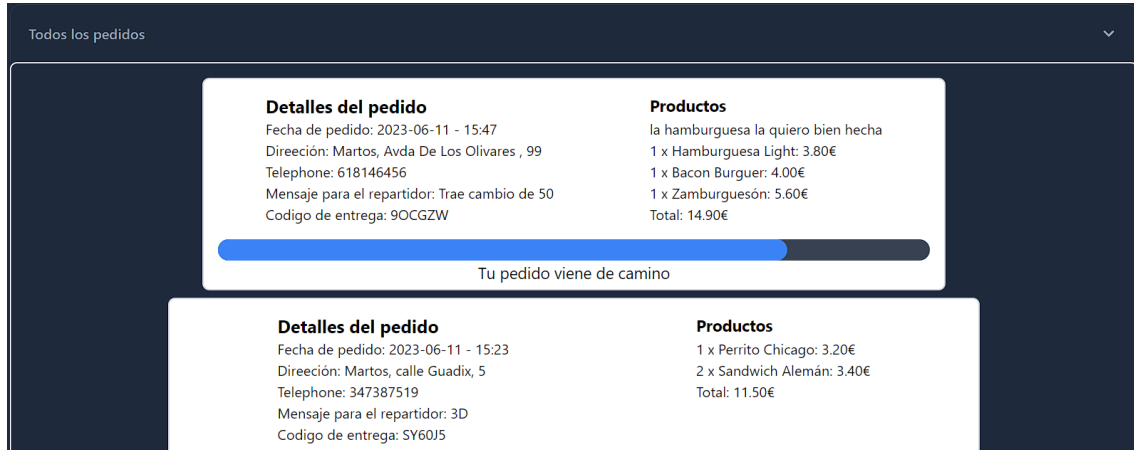 Todos los pedidos
Detalles del pedido
Fecha de pedido: 2023-06-11 - 15:47
Direeción: Martos, Avda De Los Olivares , 99
Telephone: 618146456
Mensaje para el repartidor: Trae cambio de 50
Codigo de entrega: 9OCGZW
Productos
la hamburguesa la quiero bien hecha
1 x Hamburguesa Light: 3.80€
1 x Bacon Burguer: 4.00€
1 x Zamburguesón: 5.60€
Total: 14.90€
Tu pedido viene de camino
Detalles del pedido
Fecha de pedido: 2023-06-11 - 15:23
Direeción: Martos, calle Guadix, 5
Telephone: 347387519
Mensaje para el repartidor: 3D
Codigo de entrega: SY60J5
Productos
1 x Perrito Chicago: 3.20€
2 x Sandwich Alemán: 3.40€
Total: 11.50€